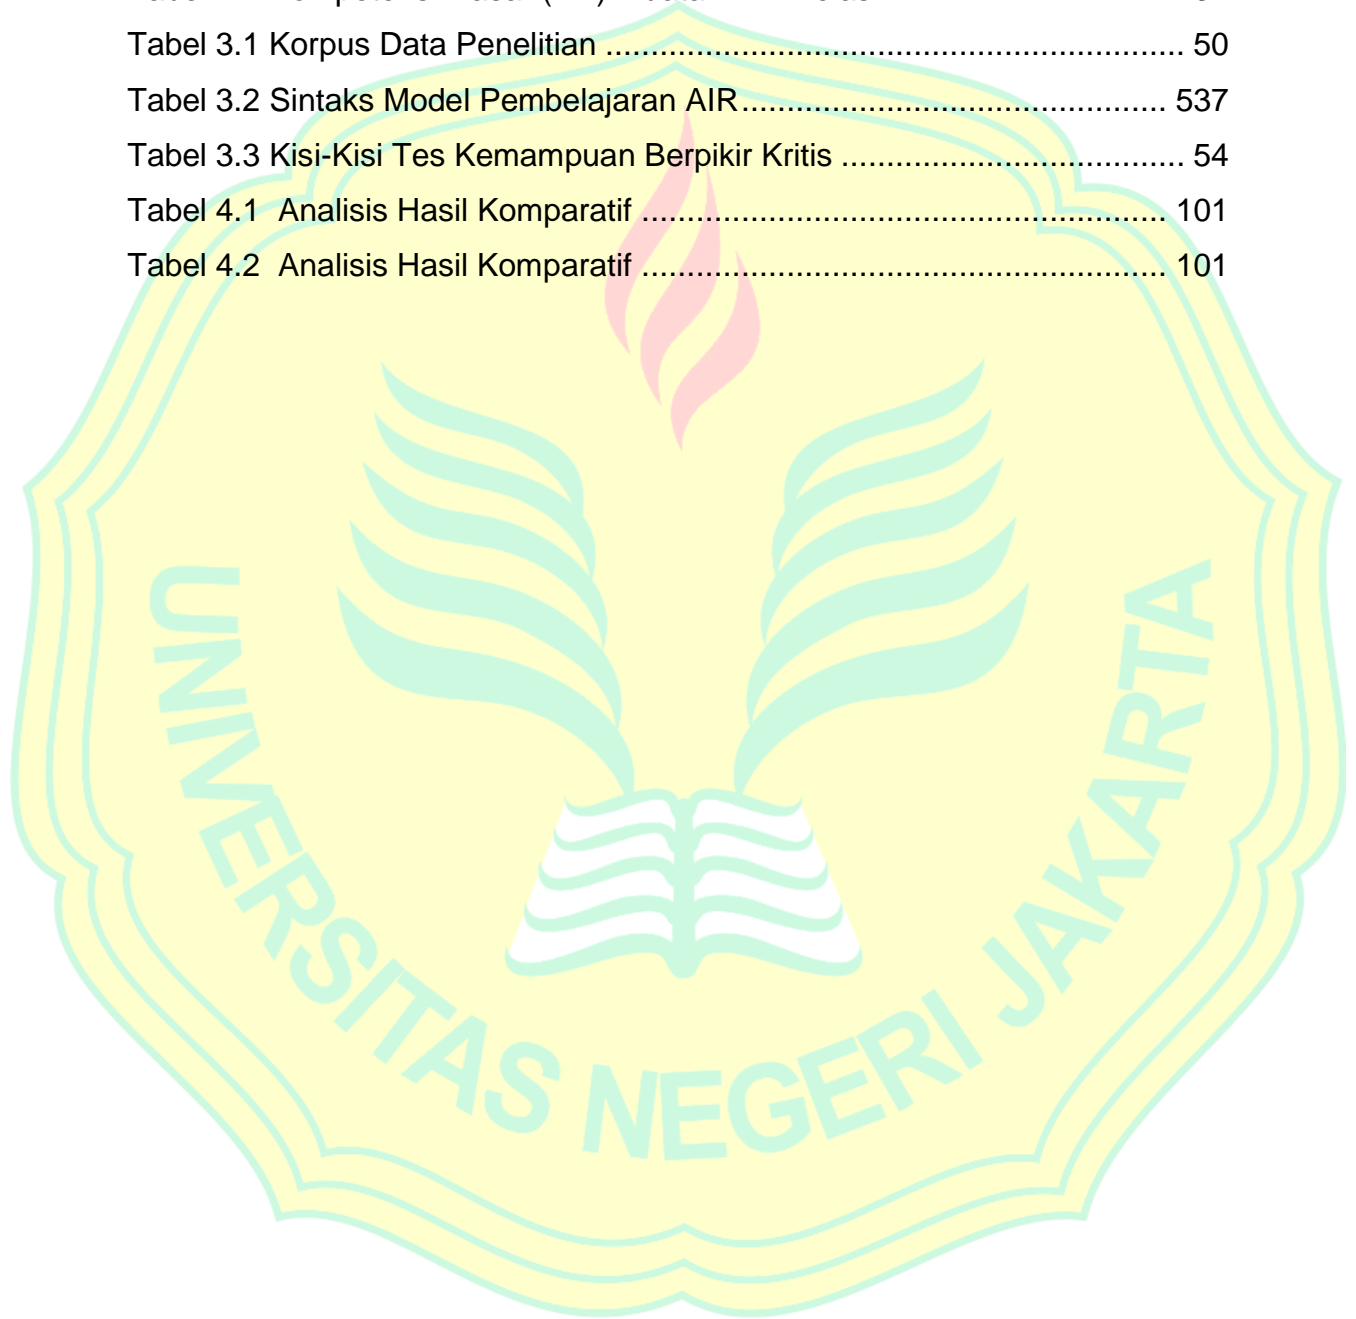 Tabel 3.1 Korpus Data Penelitian ................................................................ 50
Tabel 3.2 Sintaks Model Pembelajaran AIR............................................... 537
Tabel 3.3 Kisi-Kisi Tes Kemampuan Berpikir Kritis ...................................... 54
Tabel 4.1  Analisis Hasil Komparatif .......................................................... 101
Tabel 4.2  Analisis Hasil Komparatif .......................................................... 101
UNIVERSITAS NEGERI JAKARTA